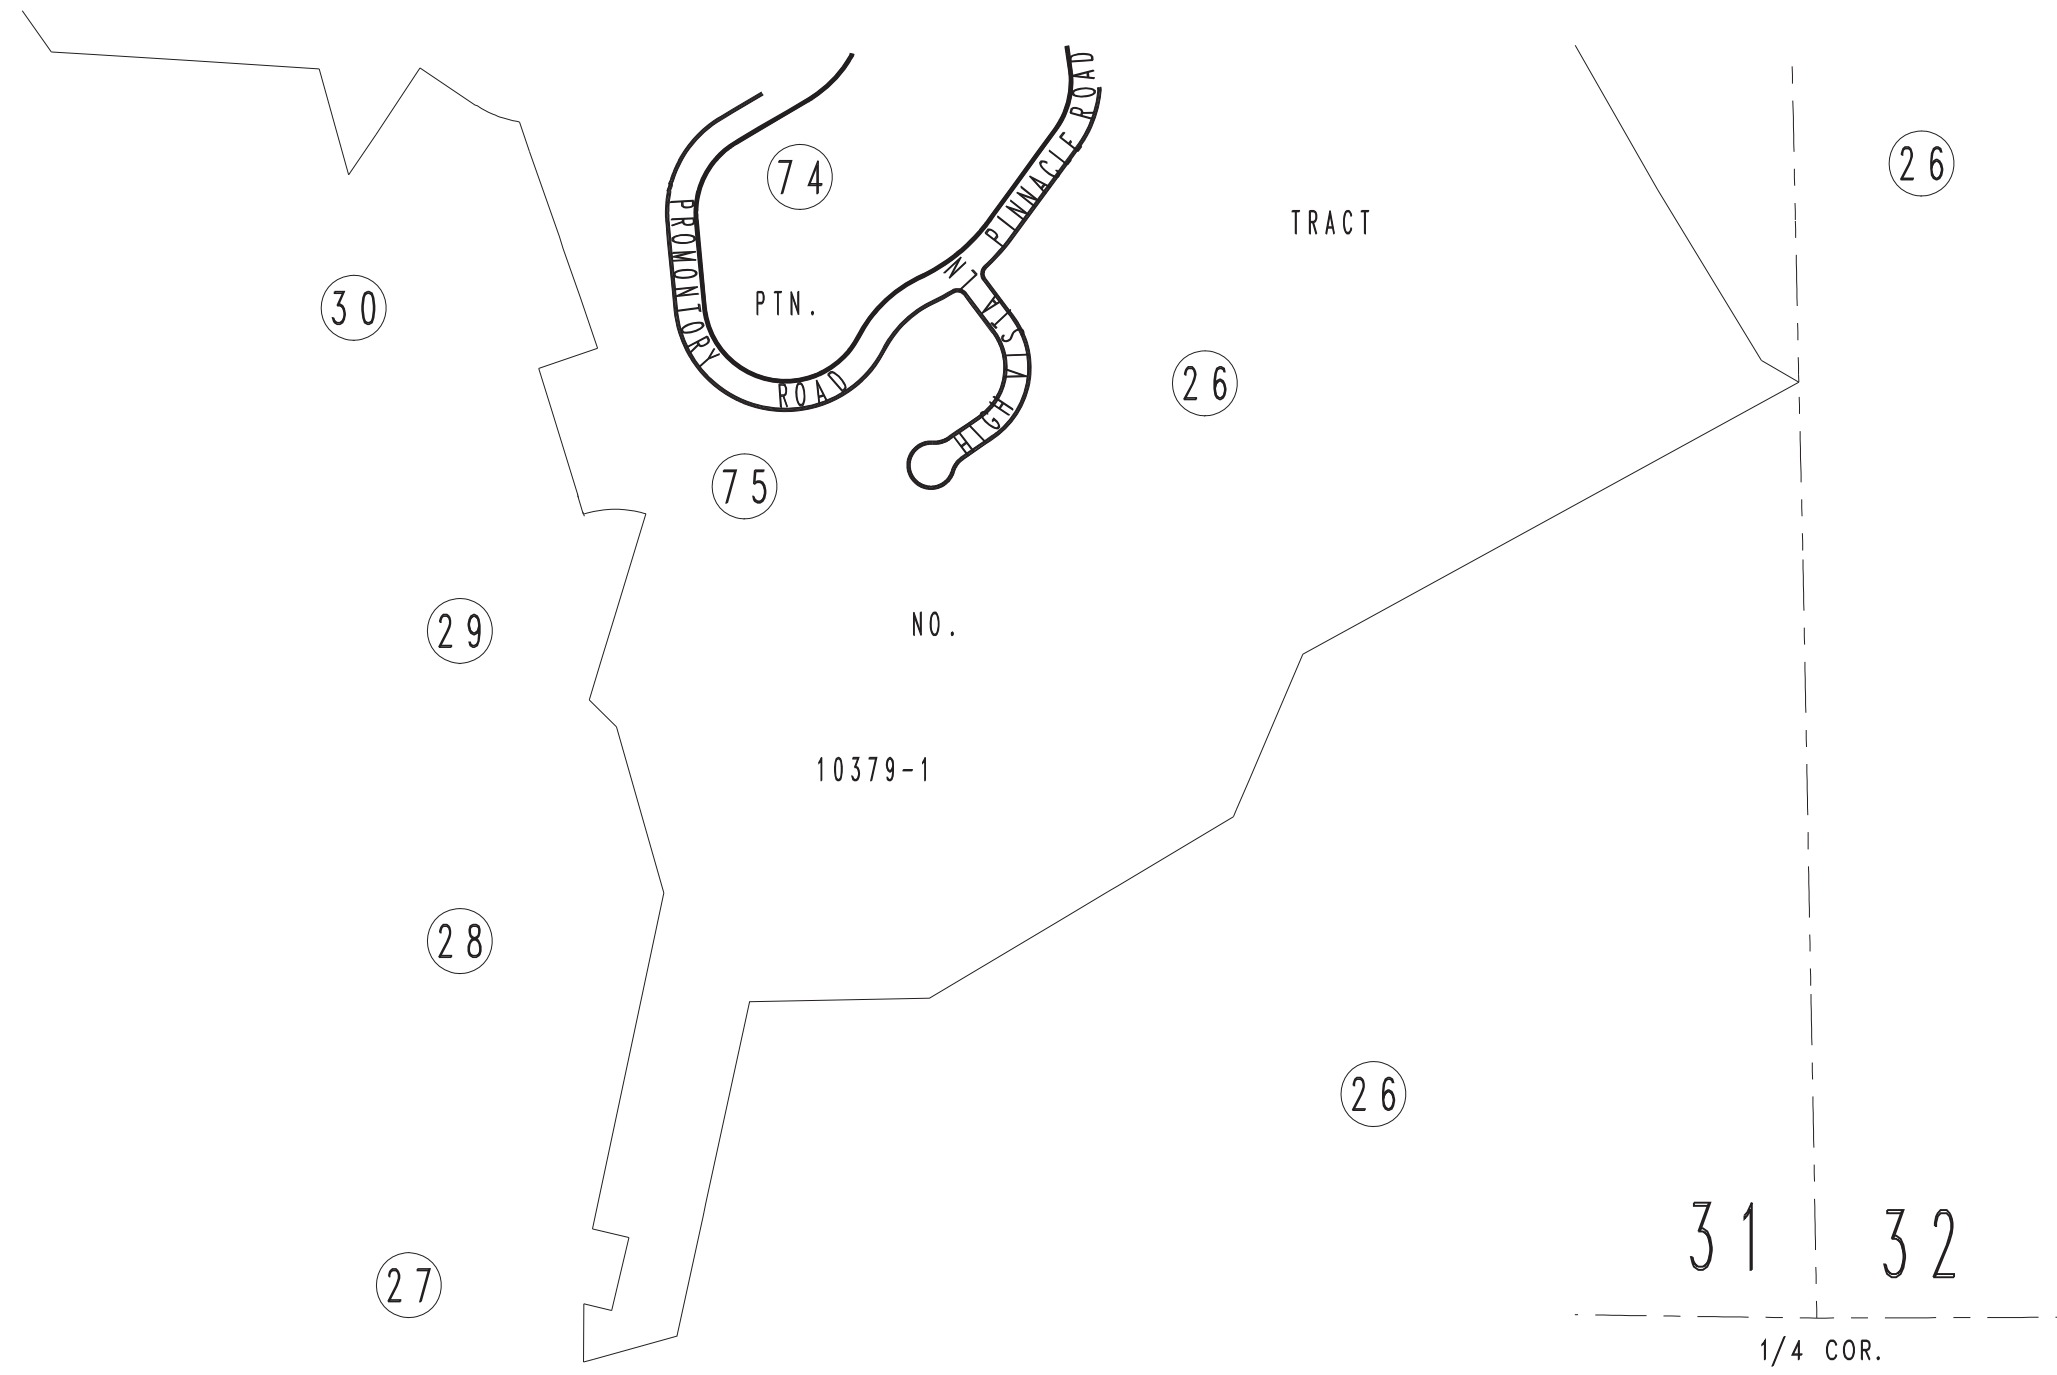 PINNACLE ROAD
26
74
TRACT
PROMONTORY ROAD
30
PTN.
HIGH VISTA LN
26
75
NO.
29
10379-1
28
26
31
32
27
1/4 COR.